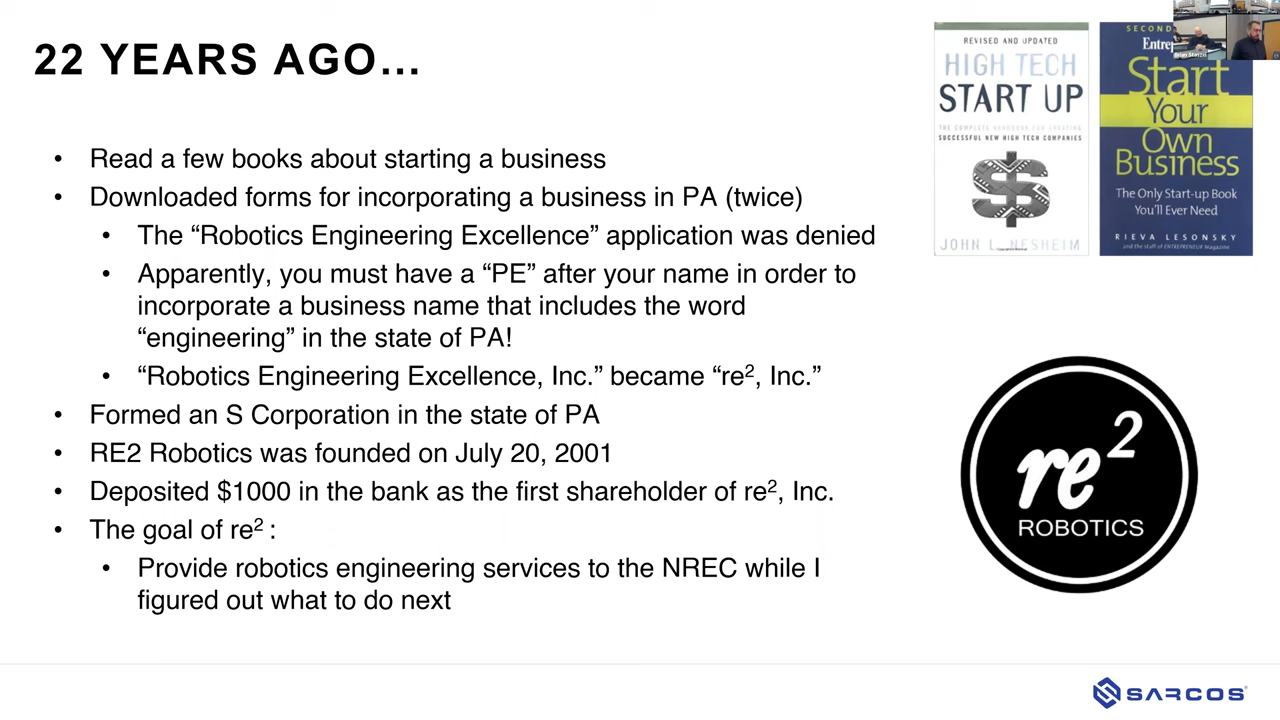 22 YEARS AGO...
• Read a few books about starting a business
• Downloaded forms for incorporating a business in PA (twice)
• The “Robotics Engineering Excellence” application was denied
• Apparently, you must have a “PE” after your name in order to
incorporate a business name that includes the word
“engineering” in the state of PA!
• “Robotics Engineering Excellence, Inc.” became “re², Inc.”
• Formed an S Corporation in the state of PA
• RE2 Robotics was founded on July 20, 2001
• Deposited $1000 in the bank as the first shareholder of re², Inc.
• The goal of re² :
• Provide robotics engineering services to the NREC while I
figured out what to do next
REVISED AND UPDATED
HIGH TECH
START UP
THE COMPLETE HANDBOOK FOR CREATING
SUCCESSFUL NEW HIGH TECH COMPANIES
$
JOHN L. NESHEIM
SECOND
Start
Your
Own
Business
The Only Start-up Book
You'll Ever Need
RIEVA LESONSKY
and the staff of ENTREPRENEUR Magazine
re²
ROBOTICS
SARCOS